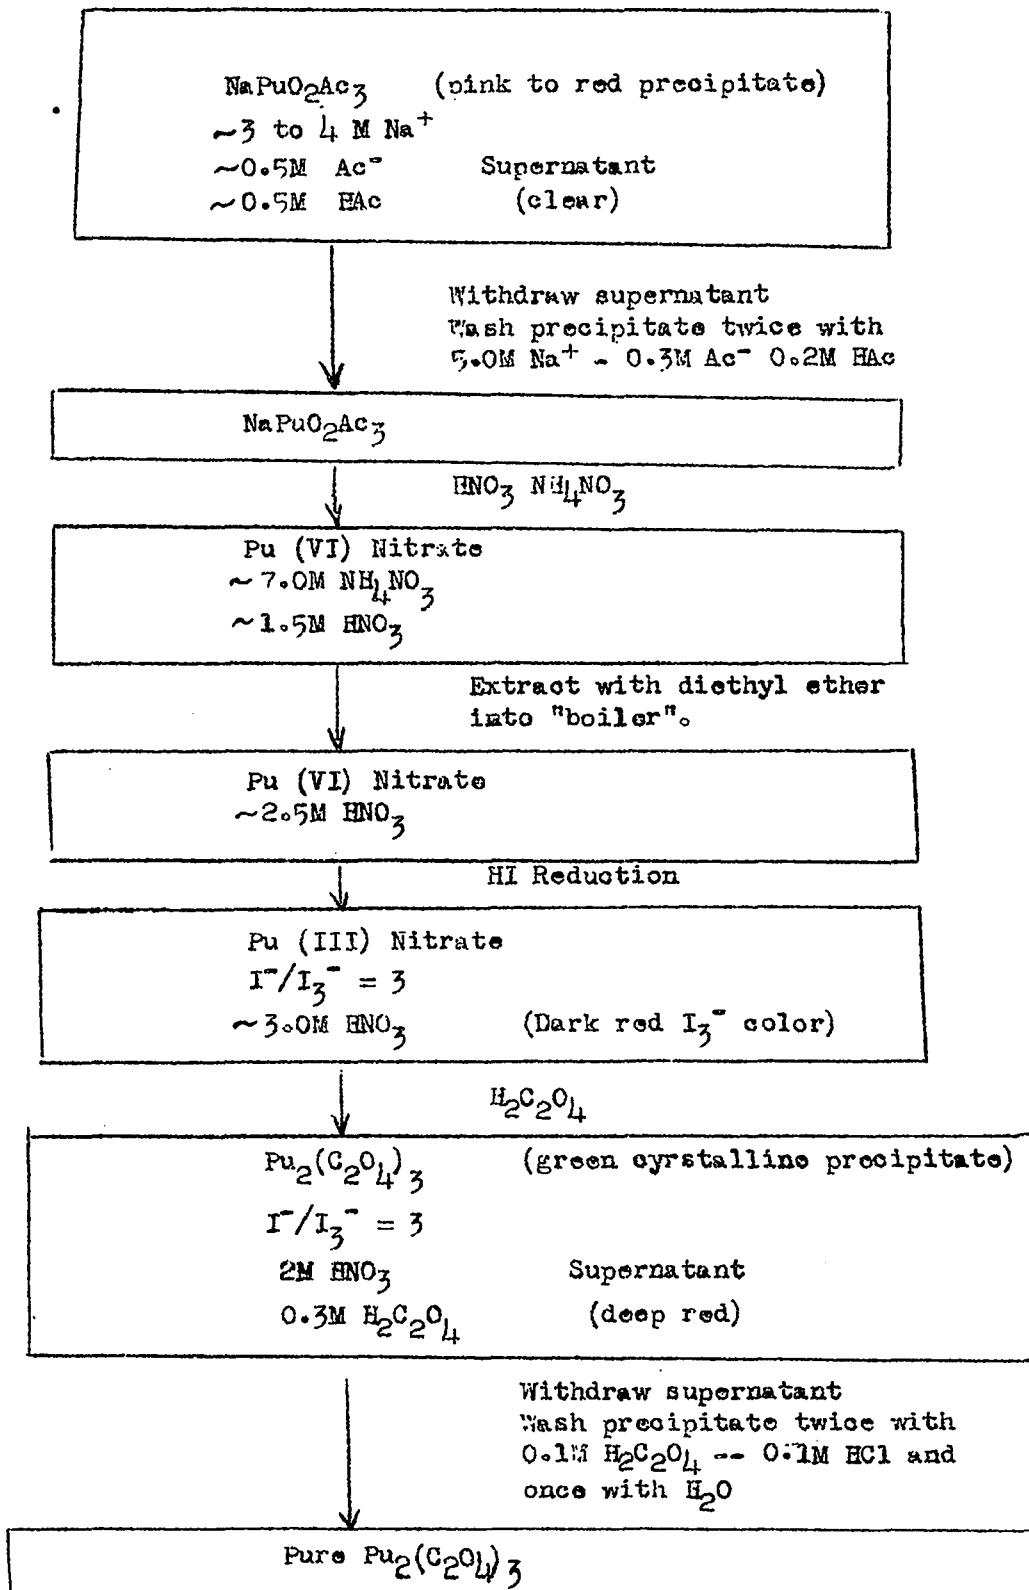 NaPuO2Ac3 (pink to red precipitate)
~3 to 4 M Na+
~0.5M Ac- Supernatant
~0.5M HAc (clear)
Withdraw supernatant
Wash precipitate twice with
5.0M Na+ - 0.3M Ac- 0.2M HAc
NaPuO2Ac3
HNO3 NH4NO3
Pu (VI) Nitrate
~7.0M NH4NO3
~1.5M HNO3
Extract with diethyl ether
into "boiler".
Pu (VI) Nitrate
~2.5M HNO3
HI Reduction
Pu (III) Nitrate
I-/I3- = 3
~3.0M HNO3 (Dark red I3- color)
H2C2O4
Pu2(C2O4)3 (green cyrstalline precipitate)
I-/I3- = 3
2M HNO3 Supernatant
0.3M H2C2O4 (deep red)
Withdraw supernatant
Wash precipitate twice with
0.1M H2C2O4 -- 0.1M HCl and
once with H2O
Pure Pu2(C2O4)3